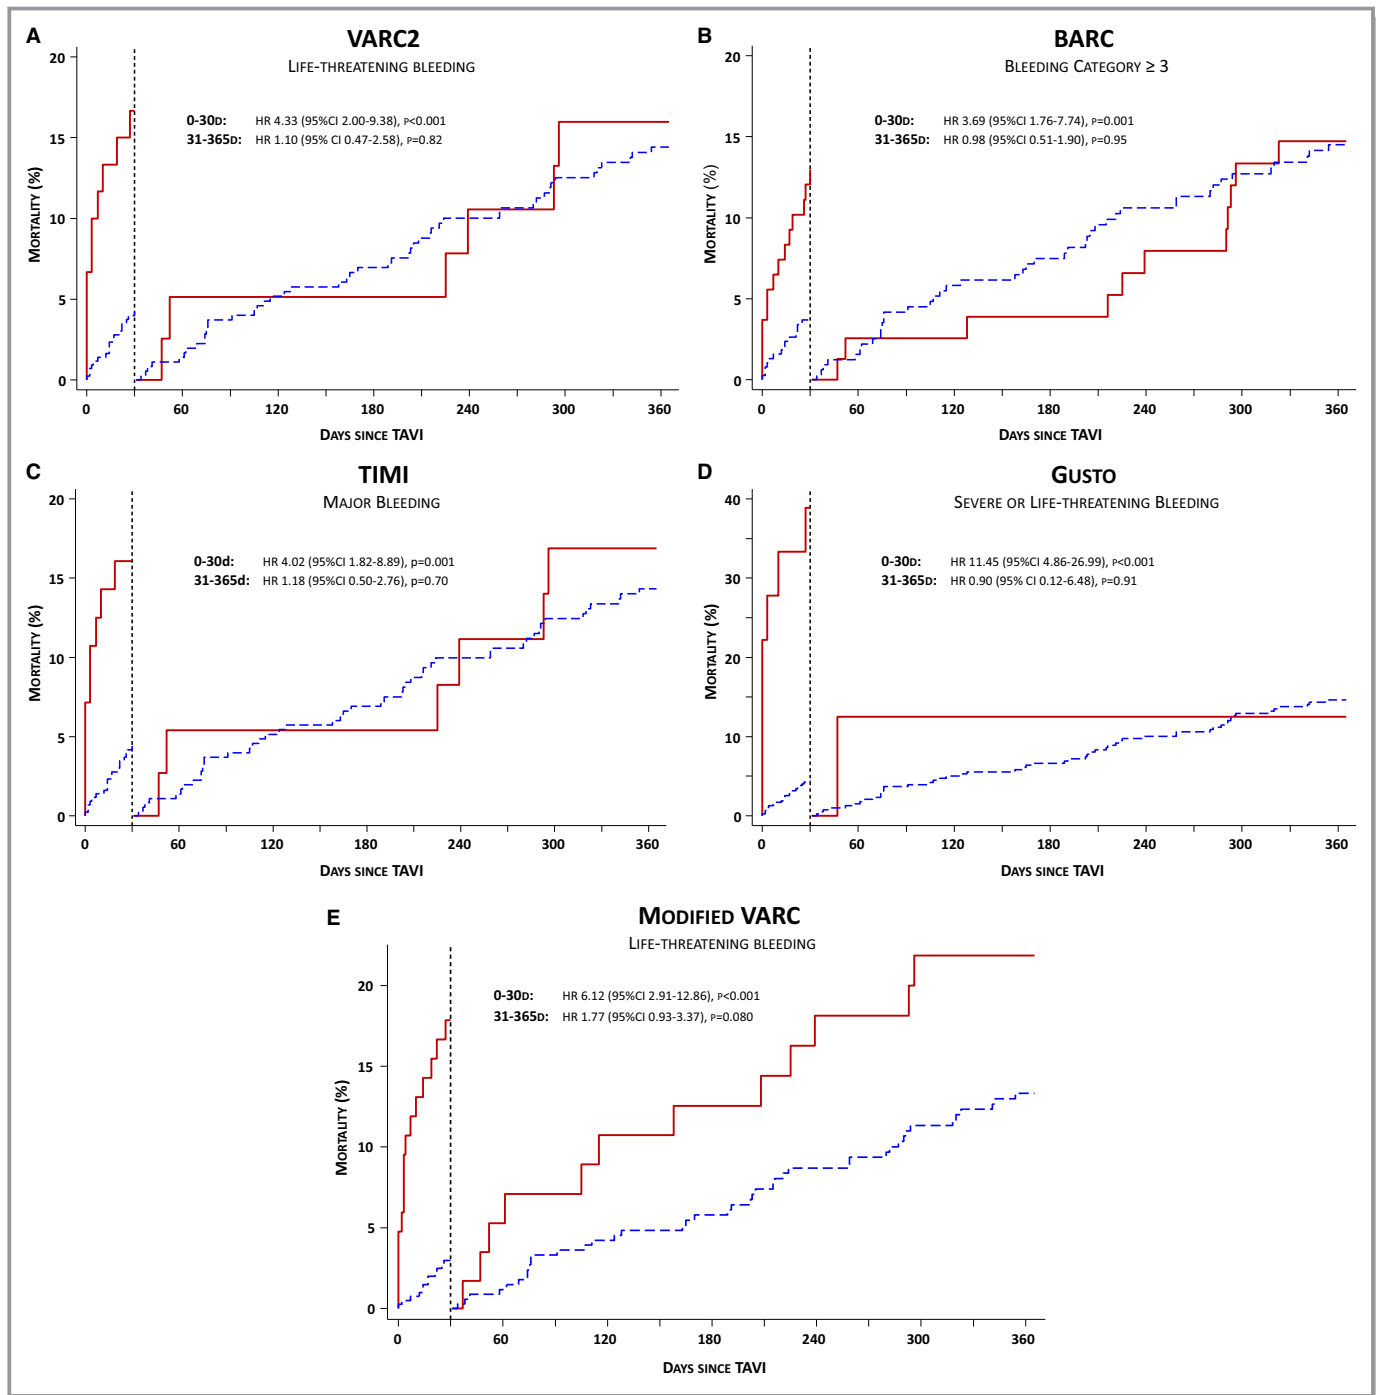 A
VARC2
LIFE-THREATENING BLEEDING
0-30D: HR 4.33 (95%CI 2.00-9.38), P<0.001
31-365D: HR 1.10 (95% CI 0.47-2.58), P=0.82
MORTALITY (%)
20
15
10
5
0
0 60 120 180 240 300 360
DAYS SINCE TAVI
B
BARC
BLEEDING CATEGORY ≥ 3
0-30D: HR 3.69 (95%CI 1.76-7.74), P=0.001
31-365D: HR 0.98 (95%CI 0.51-1.90), P=0.95
MORTALITY (%)
20
15
10
5
0
0 60 120 180 240 300 360
DAYS SINCE TAVI
C
TIMI
MAJOR BLEEDING
0-30d: HR 4.02 (95%CI 1.82-8.89), p=0.001
31-365d: HR 1.18 (95%CI 0.50-2.76), p=0.70
MORTALITY (%)
20
15
10
5
0
0 60 120 180 240 300 360
DAYS SINCE TAVI
D
GUSTO
SEVERE OR LIFE-THREATENING BLEEDING
0-30D: HR 11.45 (95%CI 4.86-26.99), P<0.001
31-365D: HR 0.90 (95% CI 0.12-6.48), P=0.91
MORTALITY (%)
40
30
20
10
0
0 60 120 180 240 300 360
DAYS SINCE TAVI
E
MODIFIED VARC
LIFE-THREATENING BLEEDING
0-30D: HR 6.12 (95%CI 2.91-12.86), P<0.001
31-365D: HR 1.77 (95%CI 0.93-3.37), P=0.080
MORTALITY (%)
20
15
10
5
0
0 60 120 180 240 300 360
DAYS SINCE TAVI